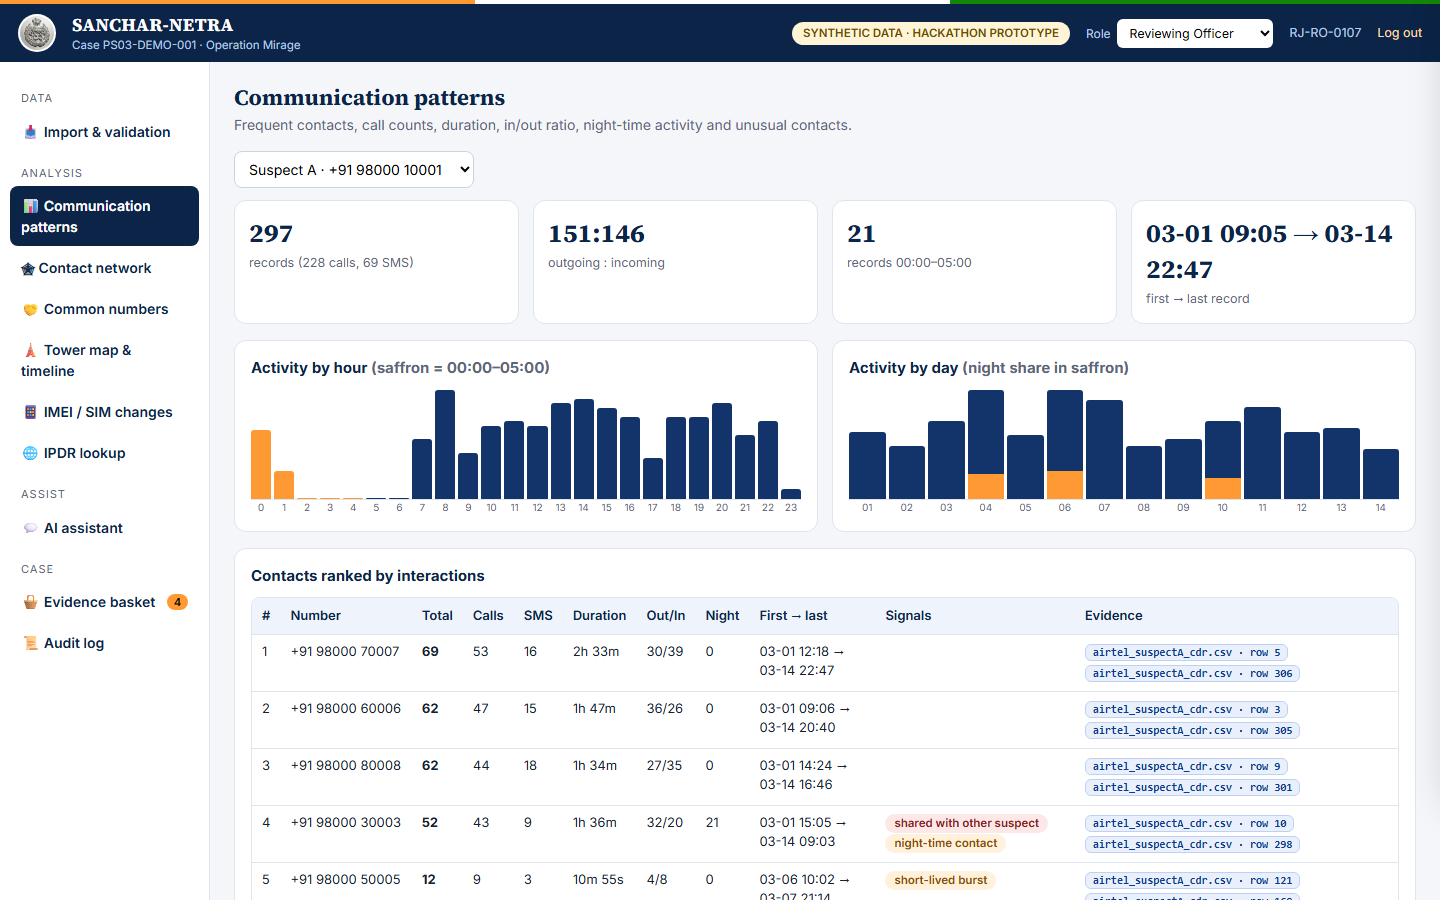 SANCHAR-NETRA
Case PS03-DEMO-001 · Operation Mirage
SYNTHETIC DATA · HACKATHON PROTOTYPE
Role
Reviewing Officer
RJ-RO-0107
Log out
DATA
Import & validation
ANALYSIS
Communication
patterns
Contact network
Common numbers
Tower map &
timeline
IMEI / SIM changes
IPDR lookup
ASSIST
AI assistant
CASE
Evidence basket 4
Audit log
Communication patterns
Frequent contacts, call counts, duration, in/out ratio, night-time activity and unusual contacts.
Suspect A · +91 98000 10001
297
records (228 calls, 69 SMS)
151:146
outgoing : incoming
21
records 00:00–05:00
03-01 09:05 → 03-14
22:47
first → last record
Activity by hour (saffron = 00:00–05:00)
0 1 2 3 4 5 6 7 8 9 10 11 12 13 14 15 16 17 18 19 20 21 22 23
Activity by day (night share in saffron)
01 02 03 04 05 06 07 08 09 10 11 12 13 14
Contacts ranked by interactions
# Number Total Calls SMS Duration Out/In Night First → last Signals Evidence
1 +91 98000 70007 69 53 16 2h 33m 30/39 0 03-01 12:18 → airtel_suspectA_cdr.csv · row 5
03-14 22:47 airtel_suspectA_cdr.csv · row 306
2 +91 98000 60006 62 47 15 1h 47m 36/26 0 03-01 09:06 → airtel_suspectA_cdr.csv · row 3
03-14 20:40 airtel_suspectA_cdr.csv · row 305
3 +91 98000 80008 62 44 18 1h 34m 27/35 0 03-01 14:24 → airtel_suspectA_cdr.csv · row 9
03-14 16:46 airtel_suspectA_cdr.csv · row 301
4 +91 98000 30003 52 43 9 1h 36m 32/20 21 03-01 15:05 → shared with other suspect airtel_suspectA_cdr.csv · row 10
03-14 09:03 night-time contact airtel_suspectA_cdr.csv · row 298
5 +91 98000 50005 12 9 3 10m 55s 4/8 0 03-06 10:02 → short-lived burst airtel_suspectA_cdr.csv · row 121
03-07 21:14